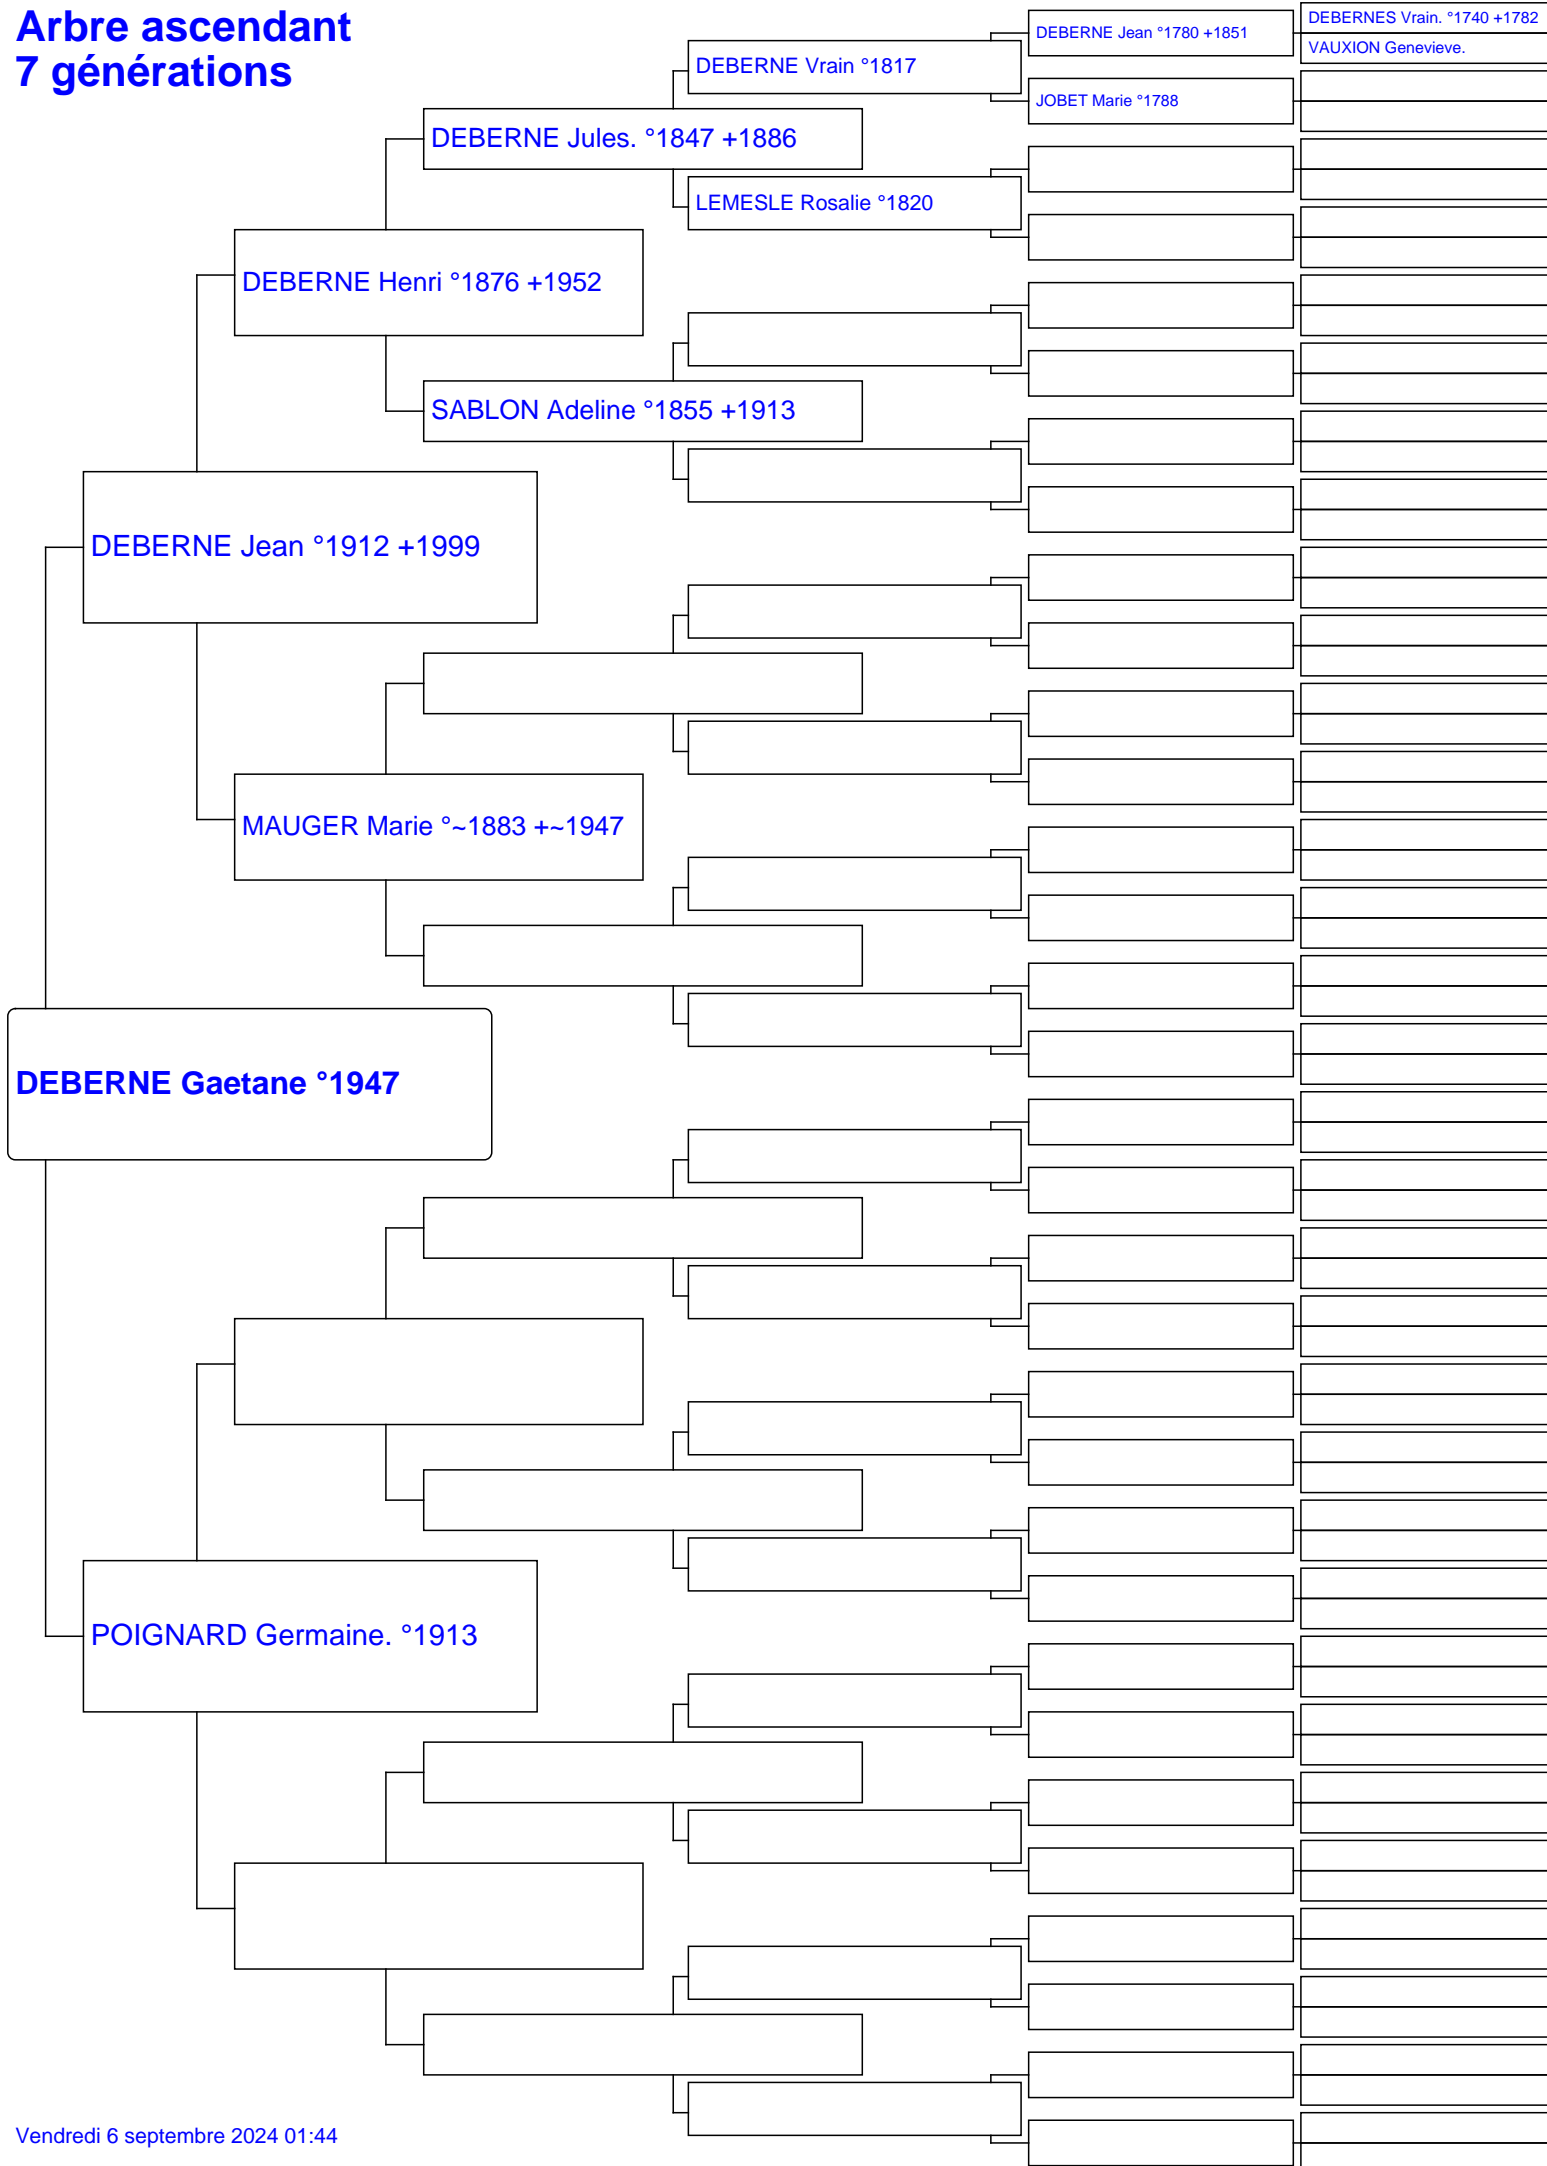 Arbre ascendant
7 générations
DEBERNES Vrain. °1740 +1782
VAUXION Genevieve.
DEBERNE Jean °1780 +1851
JOBET Marie °1788
DEBERNE Vrain °1817
LEMESLE Rosalie °1820
DEBERNE Jules. °1847 +1886
SABLON Adeline °1855 +1913
DEBERNE Henri °1876 +1952
MAUGER Marie °~1883 +~1947
DEBERNE Jean °1912 +1999
DEBERNE Gaetane °1947
POIGNARD Germaine. °1913
Vendredi 6 septembre 2024 01:44